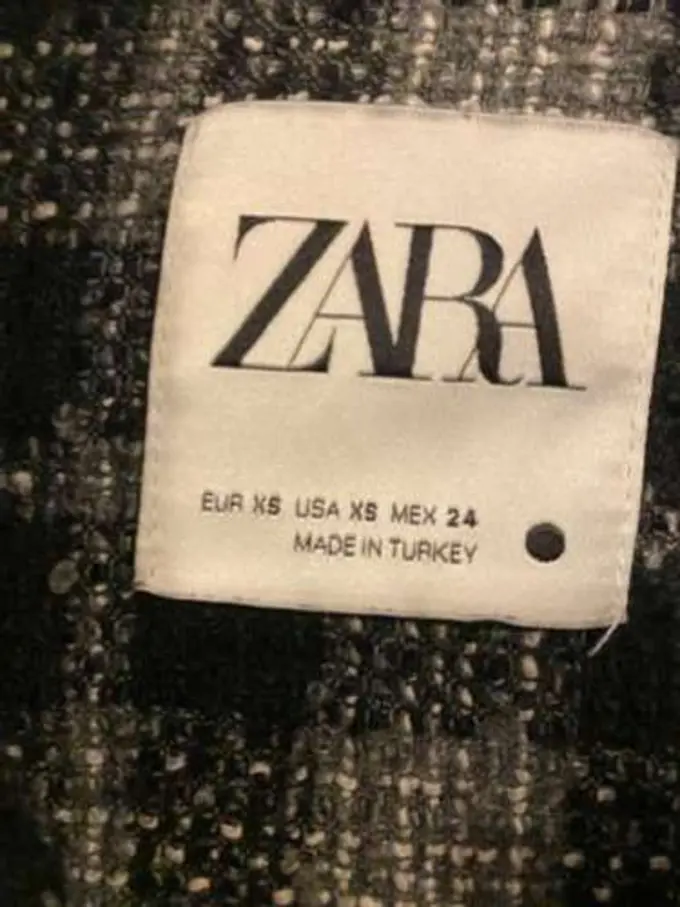 ZARA
EUR XS USA XS MEX 24
MADE IN TURKEY